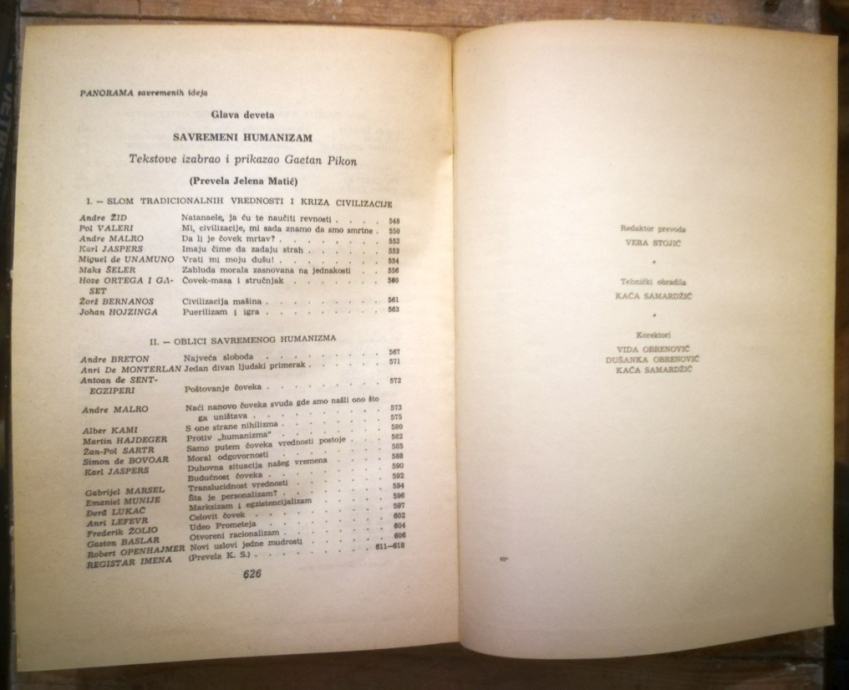 PANORAMA savremenih ideja
Glava deveta
SAVREMENI HUMANIZAM
Tekstove izabrao i prikazao Gaetan Pikon
(Prevela Jelena Matić)
I. — SLOM TRADICIONALNIH VREDNOSTI I KRIZA CIVILIZACIJE
Andre ŽID Natanaele, ja ću te naučiti revnosti . . . . 548
Pol VALERI Mi, civilizacije, mi sada znamo da smo smrtne . 550
Andre MALRO Da li je čovek mrtav? . . . . . . . . 552
Karl JASPERS Imaju čime da zadaju strah . . . . . . 553
Miguel de UNAMUNO Vrati mi moju dušu! . . . . . . . . 554
Maks ŠELER Zabluda morala zasnovana na jednakosti . . . 556
Hoze ORTEGA I GA-
SET Čovek-masa i stručnjak . . . . . . . 560
Žorž BERNANOS Civilizacija mašina . . . . . . . . . 561
Johan HOJZINGA Puerilizam i igra . . . . . . . . . 563
II. — OBLICI SAVREMENOG HUMANIZMA
Andre BRETON Najveća sloboda . . . . . . . . . 567
Anri De MONTERLAN Jedan divan ljudski primerak . . . . . . 571
Antoan de SENT-
EGZIPERI Poštovanje čoveka . . . . . . . . . 572
Andre MALRO Naći nanovo čoveka svuda gde smo našli ono što
ga uništava . . . . . . . . . . 573
Alber KAMI S one strane nihilizma . . . . . . . 575
Martin HAJDEGER Protiv „humanizma" . . . . . . . . 580
Žan-Pol SARTR Samo putem čoveka vrednosti postoje . . . 582
Simon de BOVOAR Moral odgovornosti . . . . . . . . 585
Karl JASPERS Duhovna situacija našeg vremena . . . . 588
Budućnost čoveka . . . . . . . . 590
Gabrijel MARSEL Translucidnost vrednosti . . . . . . 592
Emaniel MUNIJE Šta je personalizam? . . . . . . . 594
Đerđ LUKAČ Marksizam i egzistencijalizam . . . . . 596
Anri LEFEVR Celovit čovek . . . . . . . . . 597
Frederik ŽOLIO Udeo Prometeja . . . . . . . . 602
Gaston BAŠLAR Otvoreni racionalizam . . . . . . . 604
Robert OPENHAJMER Novi uslovi jedne mudrosti . . . . . 606
REGISTAR IMENA (Prevela K. S.) . . . . . . . . . 611—618
626
Redaktor prevoda
VERA STOJIĆ
*
Tehnički obradila
KAĆA SAMARDŽIĆ
*
Korektori
VIDA OBRENOVIĆ
DUŠANKA OBRENOVIĆ
KAĆA SAMARDŽIĆ